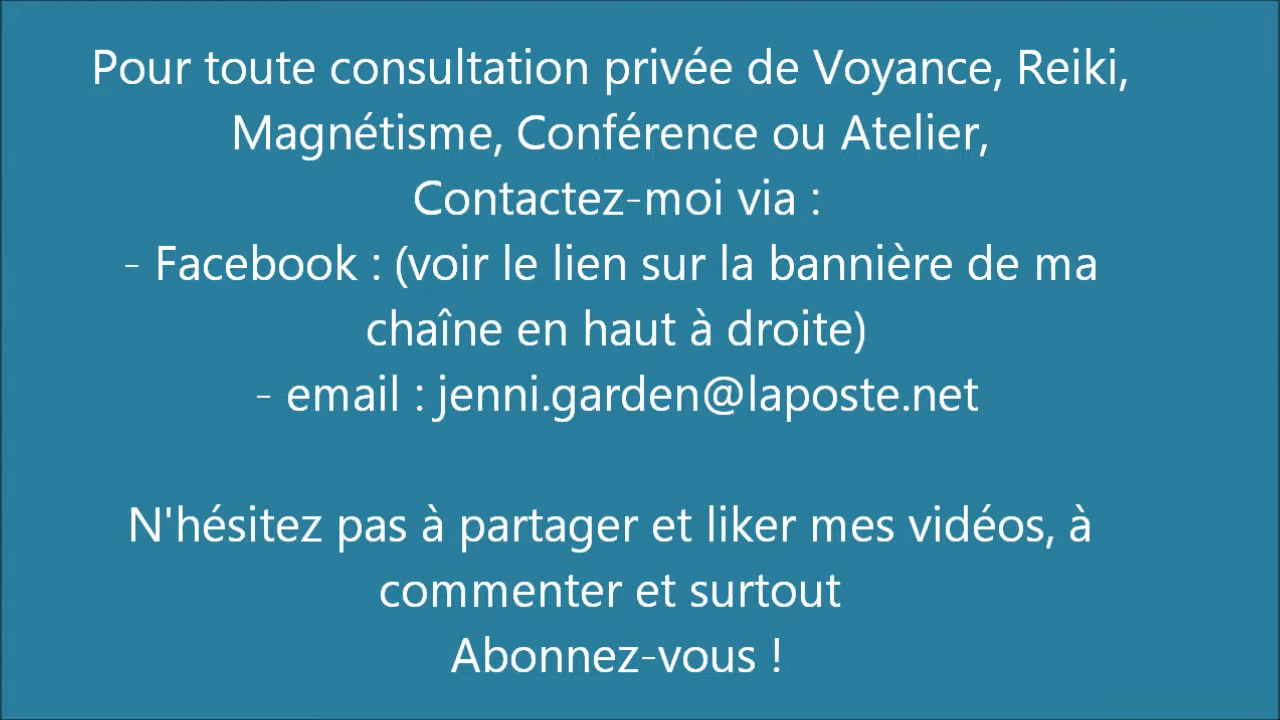 Pour toute consultation privée de Voyance, Reiki,
Magnétisme, Conférence ou Atelier,
Contactez-moi via :
- Facebook : (voir le lien sur la bannière de ma
chaîne en haut à droite)
- email : jenni.garden@laposte.net
N'hésitez pas à partager et liker mes vidéos, à
commenter et surtout
Abonnez-vous !